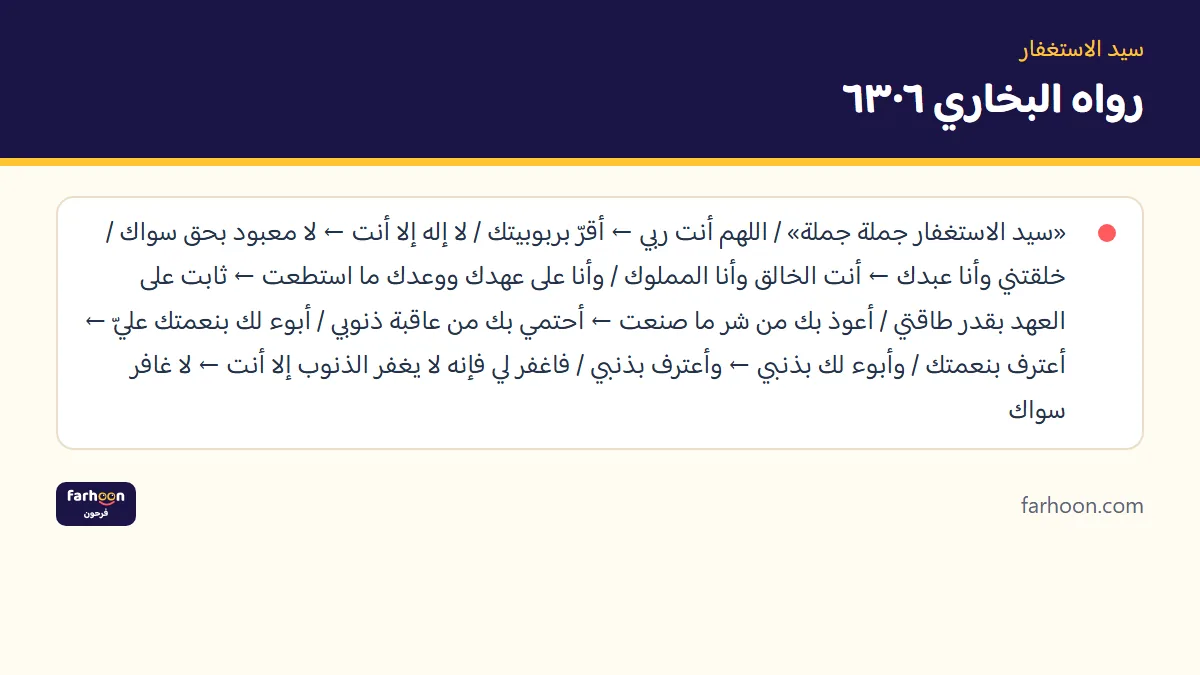 سيد الاستغفار
رواه البخاري ٦٣٠٦
«سيد الاستغفار جملة جملة» / اللهم أنت ربي ← أقرّ بربوبيتك / لا إله إلا أنت ← لا معبود بحق سواك /
خلقتني وأنا عبدك ← أنت الخالق وأنا المملوك / وأنا على عهدك ووعدك ما استطعت ← ثابت على
العهد بقدر طاقتي / أعوذ بك من شر ما صنعت ← أحتمي بك من عاقبة ذنوبي / أبوء لك بنعمتك عليّ ←
أعترف بنعمتك / وأبوء لك بذنبي ← وأعترف بذنبي / فاغفر لي فإنه لا يغفر الذنوب إلا أنت ← لا غافر
سواك
farhoon.com
farhoon
فرحون